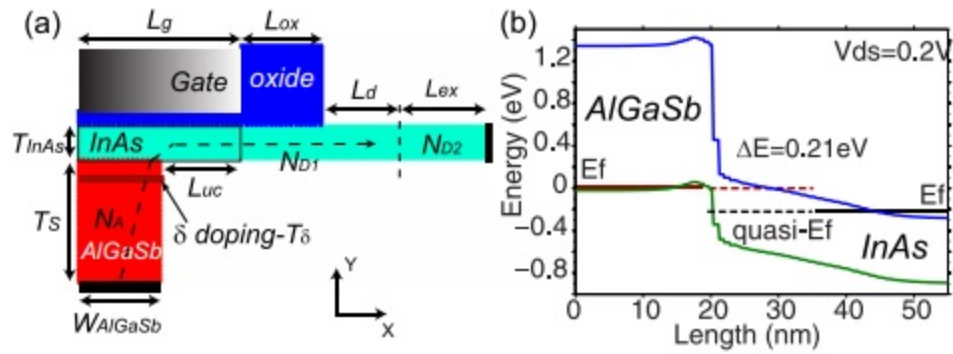 (a)
Lg
Lox
Gate
oxide
Ld
Lex
TInAs
InAs
ND1
ND2
Luc
TS
NA
δ doping-Tδ
AlGaSb
WAlGaSb
Y
X
(b)
Vds=0.2V
1.2
0.8
0.4
0
−0.4
−0.8
Energy (eV)
AlGaSb
ΔE=0.21eV
Ef
Ef
quasi-Ef
InAs
0 10 20 30 40 50
Length (nm)